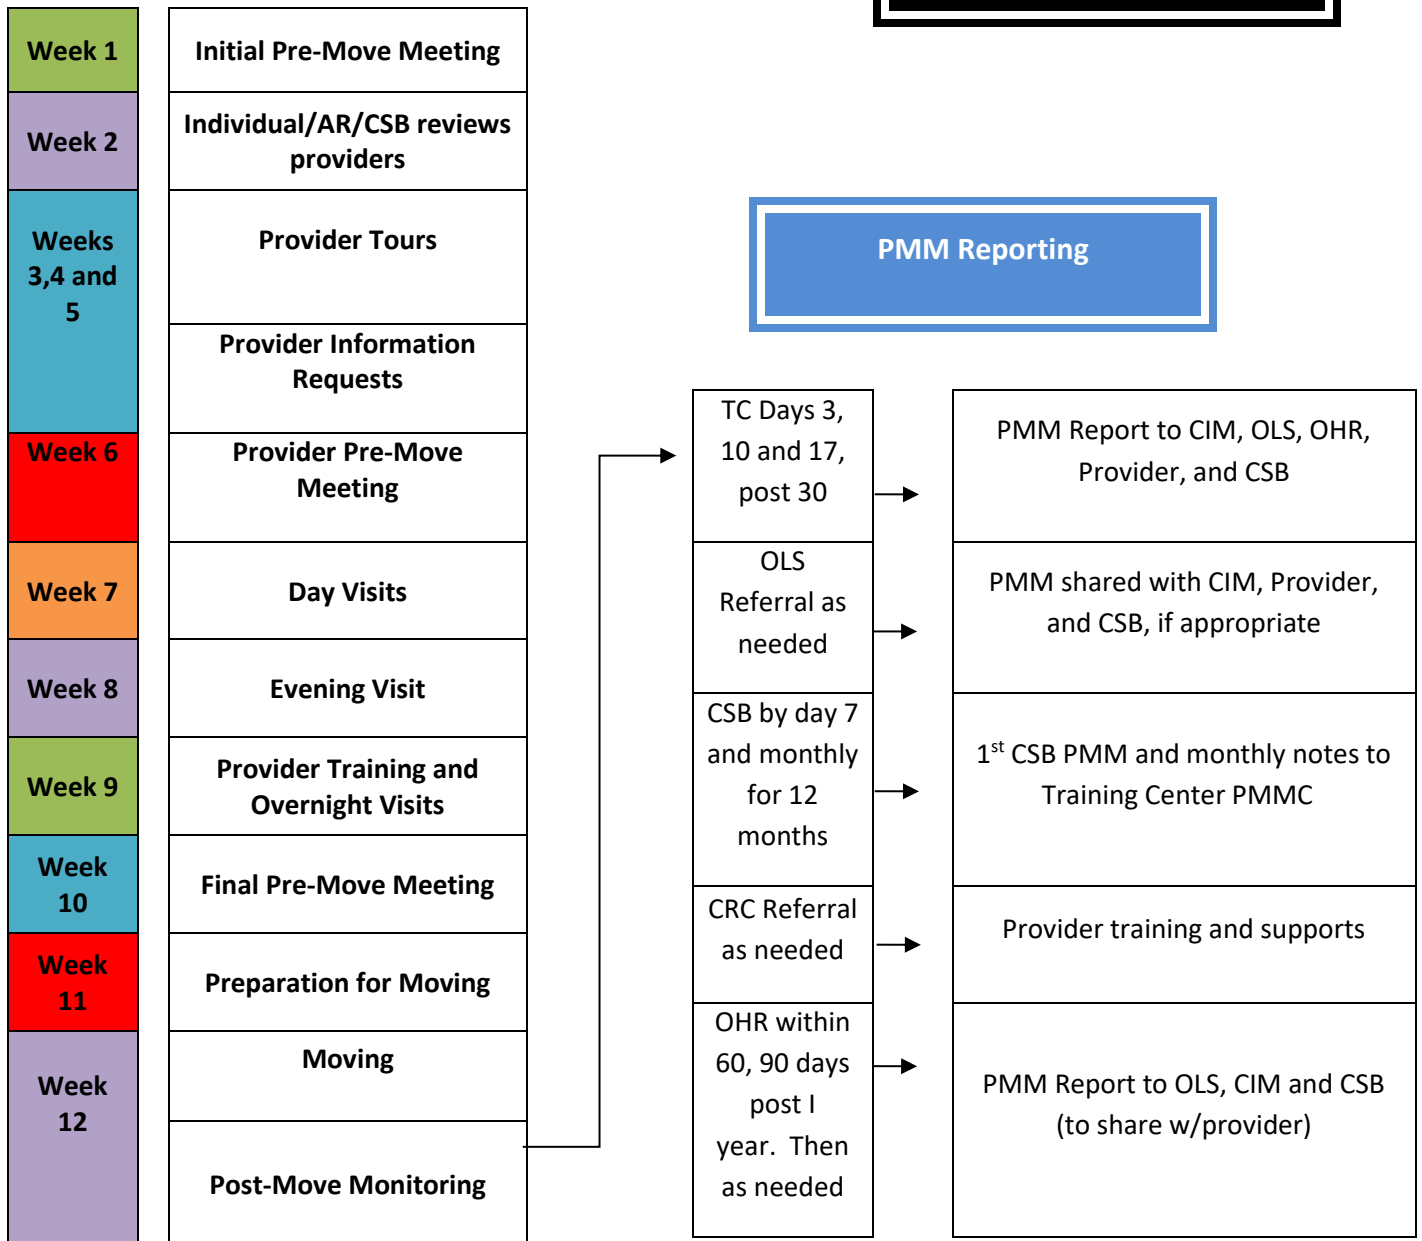 Week 1
Initial Pre-Move Meeting
Week 2
Individual/AR/CSB reviews
providers
Weeks
3,4 and
5
Provider Tours
Provider Information
Requests
Week 6
Provider Pre-Move
Meeting
Week 7
Day Visits
Week 8
Evening Visit
Week 9
Provider Training and
Overnight Visits
Week
10
Final Pre-Move Meeting
Week
11
Preparation for Moving
Week
12
Moving
Post-Move Monitoring
PMM Reporting
TC Days 3,
10 and 17,
post 30
PMM Report to CIM, OLS, OHR,
Provider, and CSB
OLS
Referral as
needed
PMM shared with CIM, Provider,
and CSB, if appropriate
CSB by day 7
and monthly
for 12
months
1st CSB PMM and monthly notes to
Training Center PMMC
CRC Referral
as needed
Provider training and supports
OHR within
60, 90 days
post I
year. Then
as needed
PMM Report to OLS, CIM and CSB
(to share w/provider)